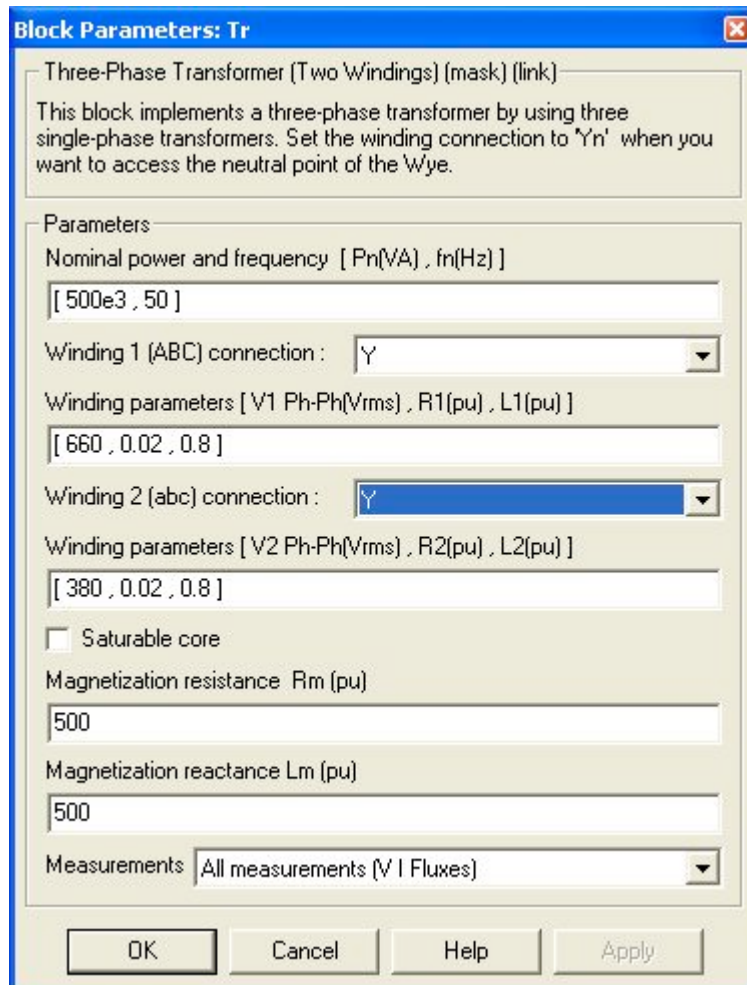 Block Parameters: Tr
Three-Phase Transformer (Two Windings) (mask) (link)
This block implements a three-phase transformer by using three
single-phase transformers. Set the winding connection to 'Yn' when you
want to access the neutral point of the Wye.
Parameters
Nominal power and frequency [ Pn(VA) , fn(Hz) ]
[ 500e3 , 50 ]
Winding 1 (ABC) connection : Y
Winding parameters [ V1 Ph-Ph(Vrms) , R1(pu) , L1(pu) ]
[ 660 , 0.02 , 0.8 ]
Winding 2 (abc) connection : Y
Winding parameters [ V2 Ph-Ph(Vrms) , R2(pu) , L2(pu) ]
[ 380 , 0.02 , 0.8 ]
Saturable core
Magnetization resistance Rm (pu)
500
Magnetization reactance Lm (pu)
500
Measurements All measurements (V I Fluxes)
OK Cancel Help Apply